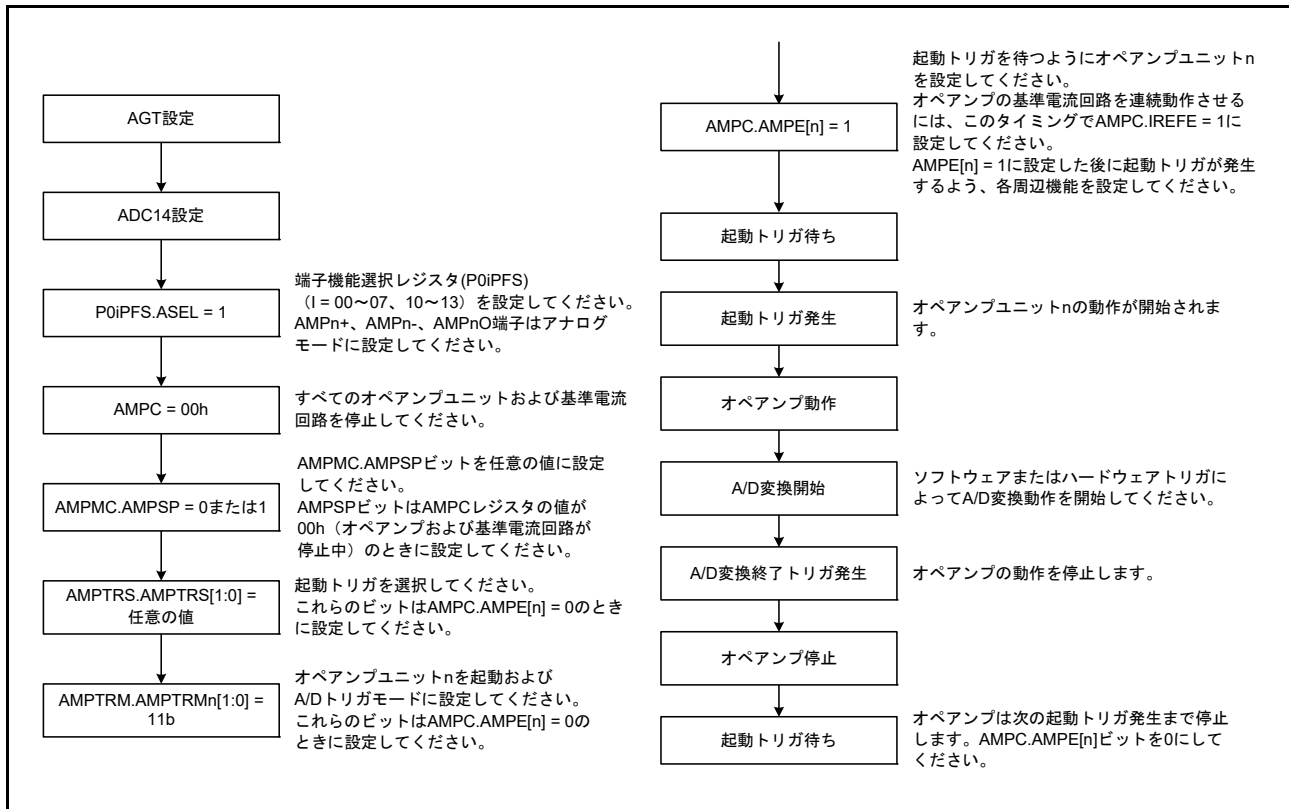 AGT設定
ADC14設定
P0iPFS.ASEL = 1
端子機能選択レジスタ(P0iPFS)
（I = 00～07、10～13）を設定してください。
AMPn+、AMPn-、AMPnO端子はアナログ
モードに設定してください。
AMPC = 00h
すべてのオペアンプユニットおよび基準電流
回路を停止してください。
AMPMC.AMPSP = 0または1
AMPMC.AMPSPビットを任意の値に設定
してください。
AMPSPビットはAMPCレジスタの値が
00h（オペアンプおよび基準電流回路が
停止中）のときに設定してください。
AMPTRS.AMPTRS[1:0] =
任意の値
起動トリガを選択してください。
これらのビットはAMPC.AMPE[n] = 0のとき
に設定してください。
AMPTRM.AMPTRMn[1:0] =
11b
オペアンプユニットnを起動および
A/Dトリガモードに設定してください。
これらのビットはAMPC.AMPE[n] = 0の
ときに設定してください。
AMPC.AMPE[n] = 1
起動トリガを待つようにオペアンプユニットn
を設定してください。
オペアンプの基準電流回路を連続動作させる
には、このタイミングでAMPC.IREFE = 1に
設定してください。
AMPE[n] = 1に設定した後に起動トリガが発生
するよう、各周辺機能を設定してください。
起動トリガ待ち
起動トリガ発生
オペアンプユニットnの動作が開始されま
す。
オペアンプ動作
A/D変換開始
ソフトウェアまたはハードウェアトリガに
よってA/D変換動作を開始してください。
A/D変換終了トリガ発生
オペアンプの動作を停止します。
オペアンプ停止
起動トリガ待ち
オペアンプは次の起動トリガ発生まで停止
します。AMPC.AMPE[n]ビットを0にして
ください。